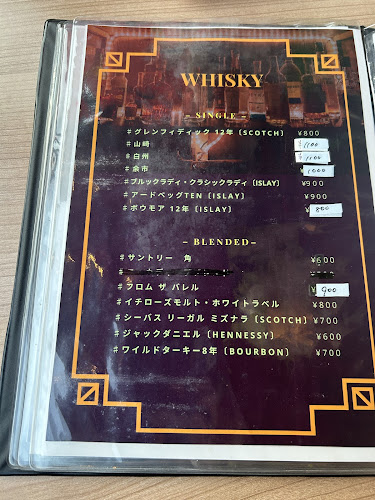 WHISKY
– SINGLE –
#グレンフィディック 12年〔SCOTCH〕 ¥800
#山崎 ¥1100
#白州 ¥1100
#余市 ¥1000
#ブルックラディ・クラシックラディ〔ISLAY〕 ¥900
#アードベッグTEN〔ISLAY〕 ¥900
#ボウモア 12年〔ISLAY〕 ¥800
– BLENDED–
#サントリー 角 ¥600
#フロム ザ バレル ¥900
#イチローズモルト・ホワイトラベル ¥800
#シーバス リーガル ミズナラ〔SCOTCH〕 ¥700
#ジャックダニエル〔HENNESSY〕 ¥600
#ワイルドターキー8年〔BOURBON〕 ¥700